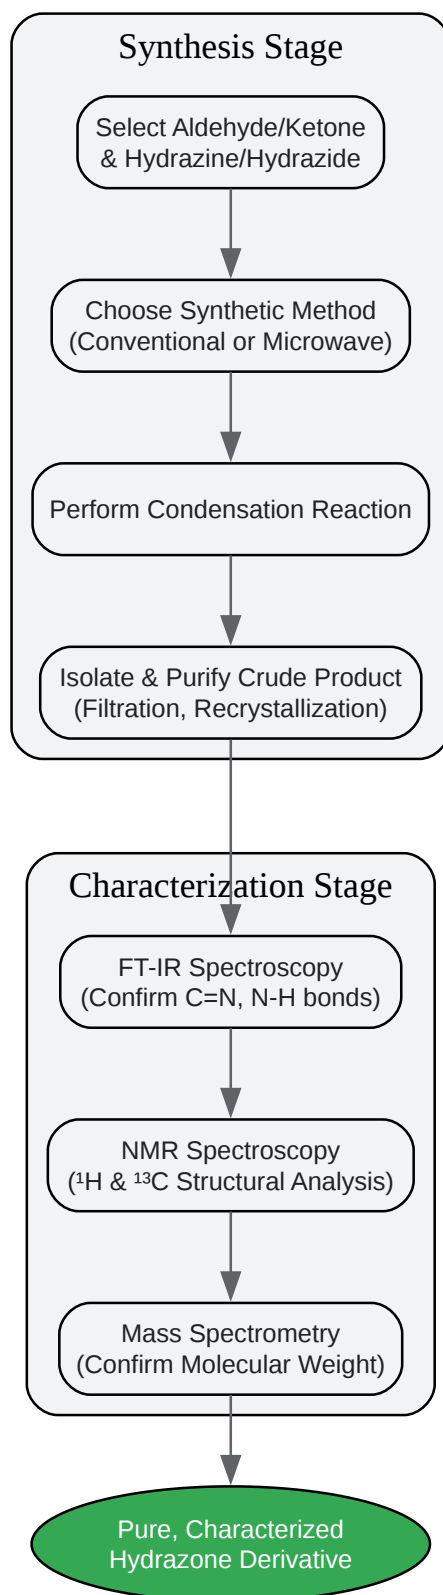 Synthesis Stage
Select Aldehyde/Ketone
& Hydrazine/Hydrazide
Choose Synthetic Method
(Conventional or Microwave)
Perform Condensation Reaction
Isolate & Purify Crude Product
(Filtration, Recrystallization)
Characterization Stage
FT-IR Spectroscopy
(Confirm C=N, N-H bonds)
NMR Spectroscopy
(¹H & ¹³C Structural Analysis)
Mass Spectrometry
(Confirm Molecular Weight)
Pure, Characterized
Hydrazone Derivative